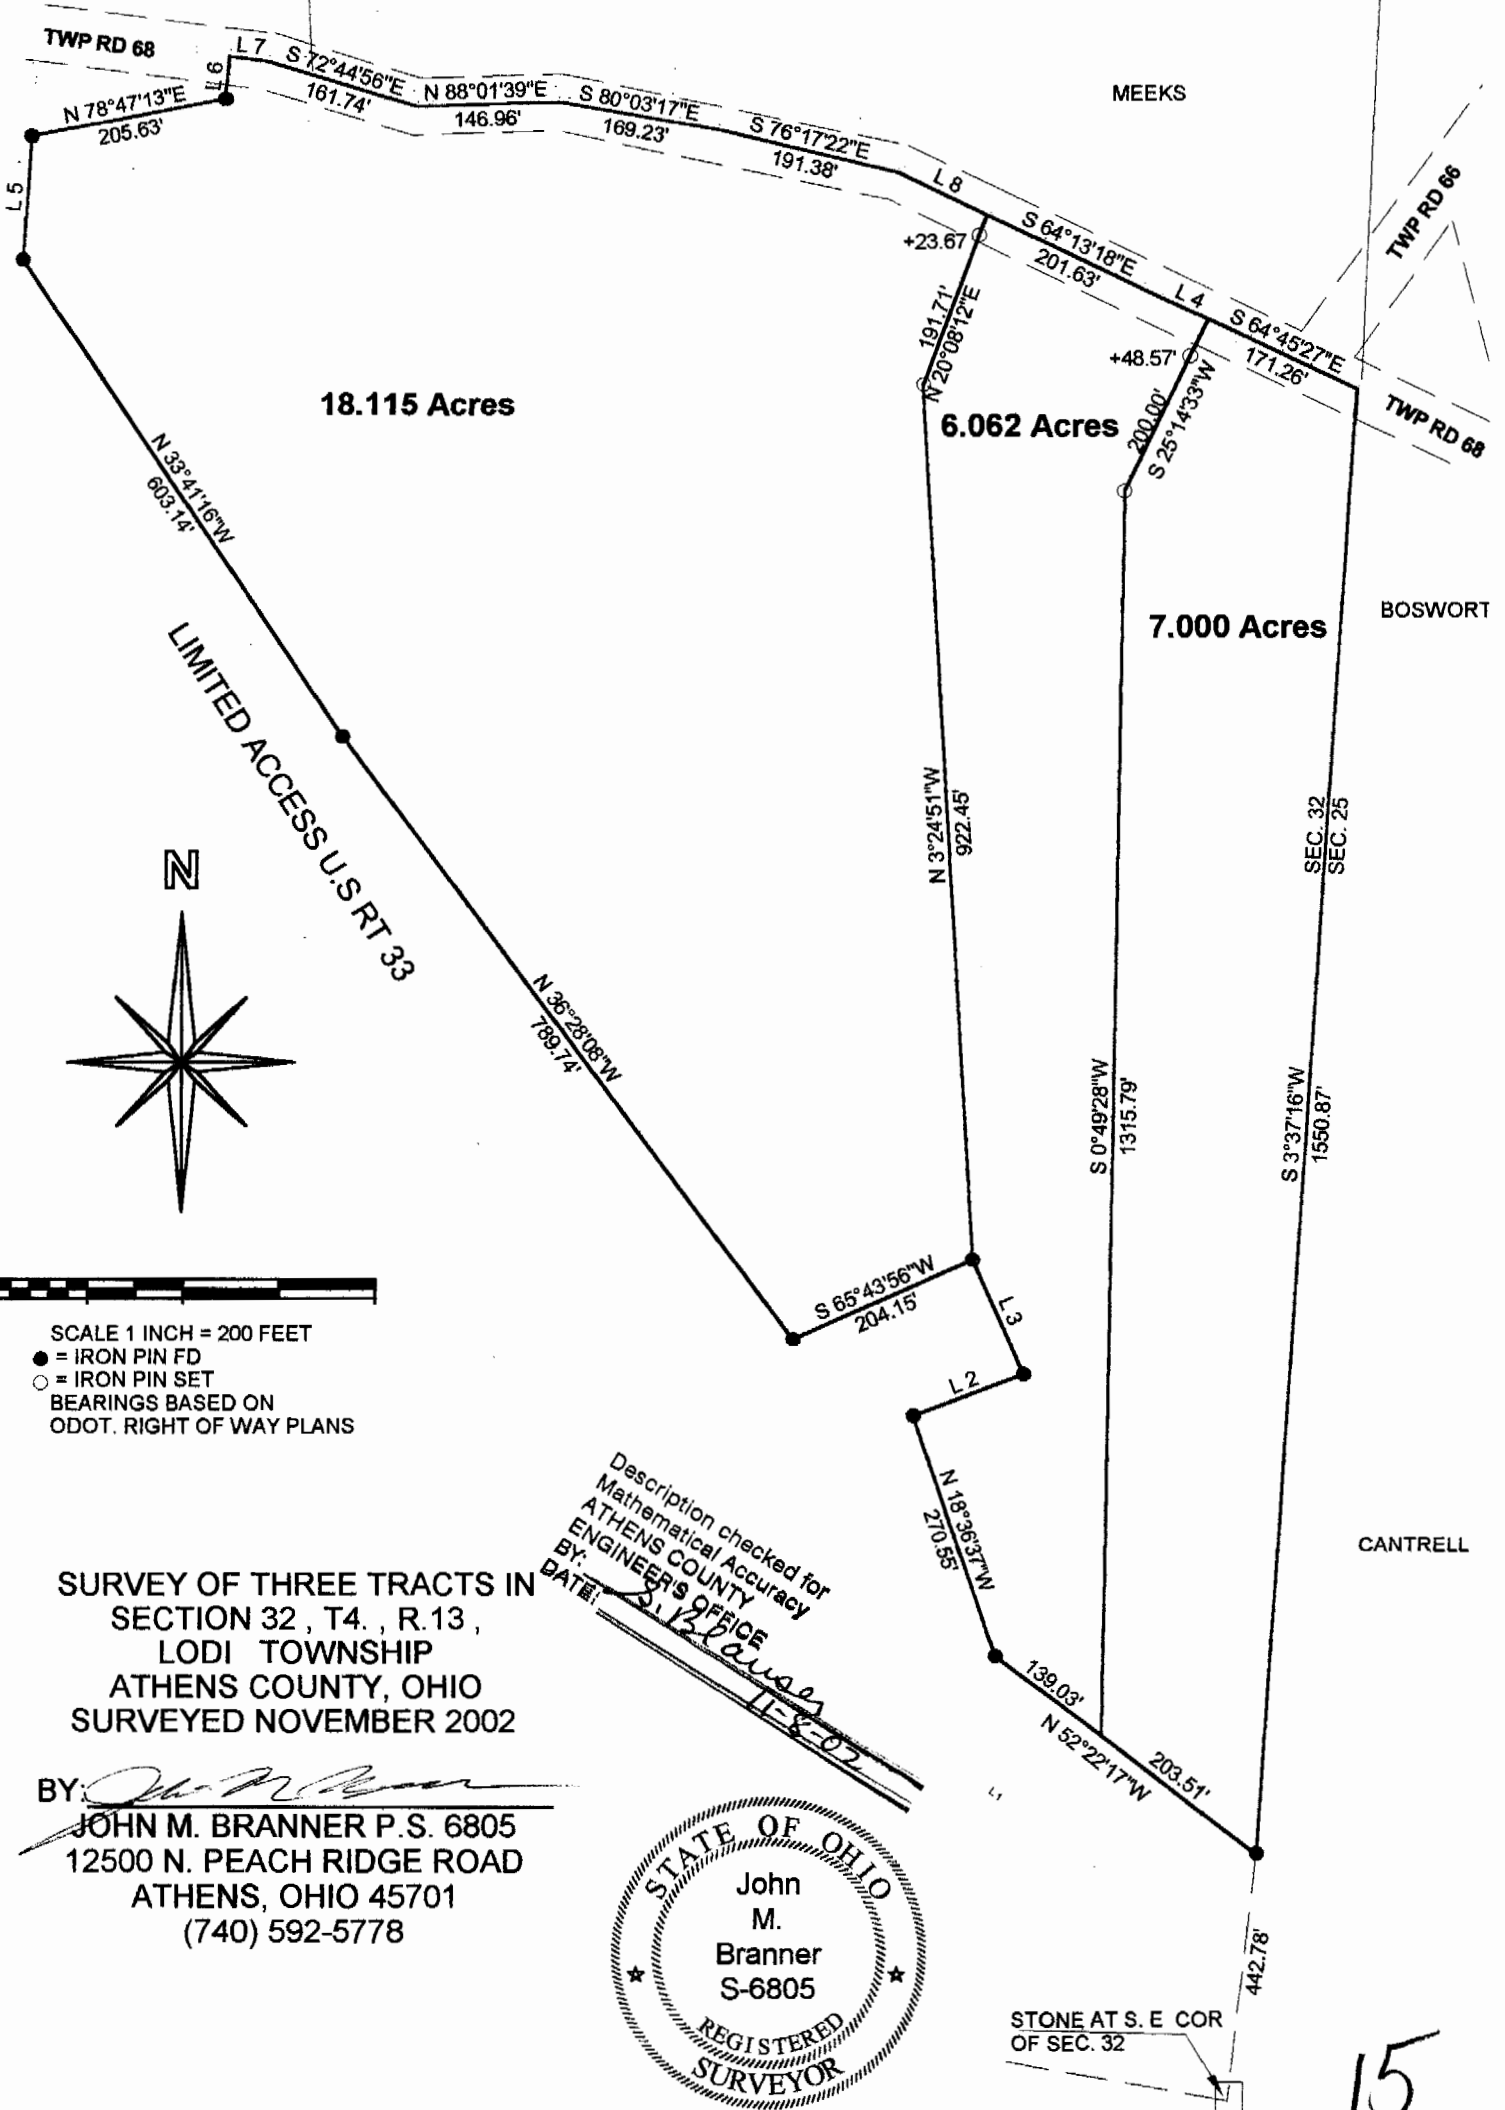 TWP RD 68
L 7
L 6
S 72°44'56"E
161.74'
N 88°01'39"E
146.96'
S 80°03'17"E
169.23'
S 76°17'22"E
191.38'
L 8
MEEKS
TWP RD 66
N 78°47'13"E
205.63'
L 5
+23.67
S 64°13'18"E
201.63'
L 4
S 64°45'27"E
171.26'
TWP RD 68
191.71'
N 20°08'12"E
+48.57'
200.00'
S 25°14'33"W
18.115 Acres
6.062 Acres
7.000 Acres
BOSWORT
N 33°41'16"W
603.14'
LIMITED ACCESS U.S RT 33
N 3°24'51"W
922.45'
SEC. 32
SEC. 25
N
N 36°28'08"W
789.74'
S 0°49'28"W
1315.79'
S 3°37'16"W
1550.87'
S 65°43'56"W
204.15'
L 3
L 2
SCALE 1 INCH = 200 FEET
= IRON PIN FD
= IRON PIN SET
BEARINGS BASED ON
ODOT. RIGHT OF WAY PLANS
N 18°36'37"W
270.55'
CANTRELL
Description checked for
Mathematical Accuracy
ATHENS COUNTY
ENGINEER'S OFFICE
BY:
DATE:
11-8-02
SURVEY OF THREE TRACTS IN
SECTION 32 , T4. , R.13 ,
LODI TOWNSHIP
ATHENS COUNTY, OHIO
SURVEYED NOVEMBER 2002
139.03'
N 52°22'17"W
203.51'
L1
BY:
JOHN M. BRANNER P.S. 6805
12500 N. PEACH RIDGE ROAD
ATHENS, OHIO 45701
(740) 592-5778
STATE OF OHIO
John
M.
Branner
S-6805
REGISTERED
SURVEYOR
442.78'
STONE AT S. E COR
OF SEC. 32
15